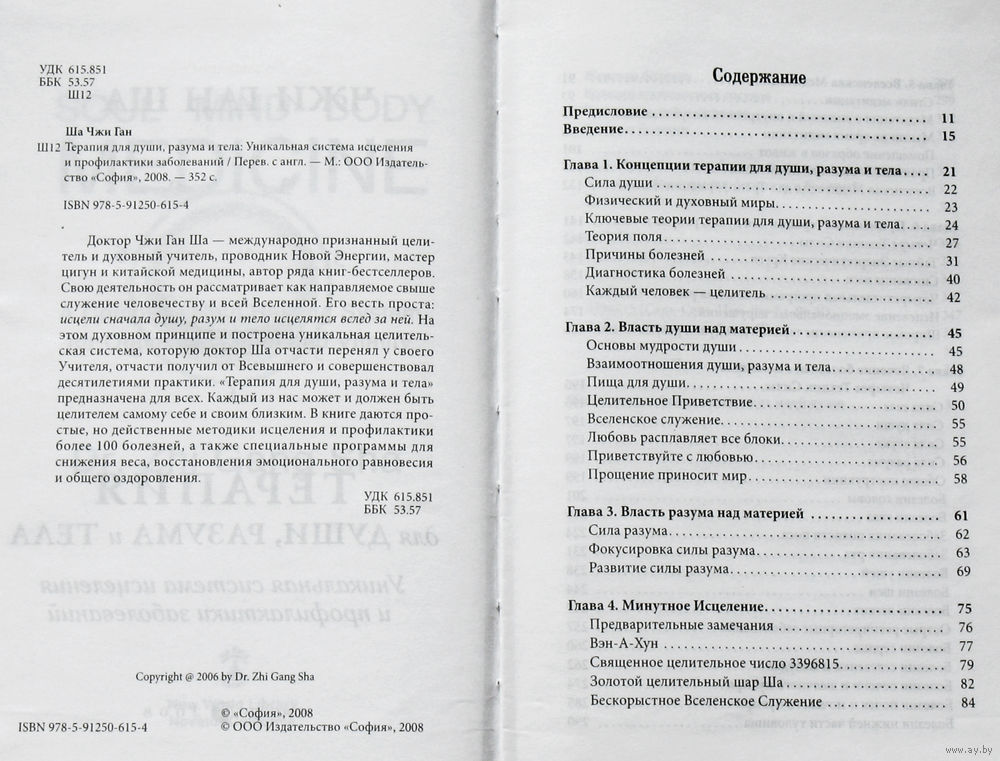 УДК 615.851
ББК 53.57
Ш12
Ша Чжи Ган
Ш12 Терапия для души, разума и тела: Уникальная система исцеления
и профилактики заболеваний / Перев. с англ. — М.: ООО Издатель-
ство «София», 2008. — 352 с.
ISBN 978-5-91250-615-4
Доктор Чжи Ган Ша — международно признанный цели-
тель и духовный учитель, проводник Новой Энергии, мастер
цигун и китайской медицины, автор ряда книг-бестселлеров.
Свою деятельность он рассматривает как направляемое свыше
служение человечеству и всей Вселенной. Его весть проста:
исцели сначала душу, разум и тело исцелятся вслед за ней. На
этом духовном принципе и построена уникальная целитель-
ская система, которую доктор Ша отчасти перенял у своего
Учителя, отчасти получил от Всевышнего и совершенствовал
десятилетиями практики. «Терапия для души, разума и тела»
предназначена для всех. Каждый из нас может и должен быть
целителем самому себе и своим близким. В книге даются про-
стые, но действенные методики исцеления и профилактики
более 100 болезней, а также специальные программы для
снижения веса, восстановления эмоционального равновесия
и общего оздоровления.
УДК 615.851
ББК 53.57
Copyright @ 2006 by Dr. Zhi Gang Sha
© «София», 2008
ISBN 978-5-91250-615-4 © ООО Издательство «София», 2008
Содержание
Предисловие 11
Введение 15
Глава 1. Концепции терапии для души, разума и тела 21
Сила души 22
Физический и духовный миры 23
Ключевые теории терапии для души, разума и тела 24
Теория поля 27
Причины болезней 31
Диагностика болезней 40
Каждый человек — целитель 42
Глава 2. Власть души над материей 45
Основы мудрости души 45
Взаимоотношения души, разума и тела 48
Пища для души 49
Целительное Приветствие 50
Вселенское служение 55
Любовь расплавляет все блоки 55
Приветствуйте с любовью 56
Прощение приносит мир 58
Глава 3. Власть разума над материей 61
Сила разума 62
Фокусировка силы разума 63
Развитие силы разума 69
Глава 4. Минутное Исцеление 75
Предварительные замечания 76
Вэн-А-Хун 77
Священное целительное число 3396815 79
Золотой целительный шар Ша 82
Бескорыстное Вселенское Служение 84
www.ay.by